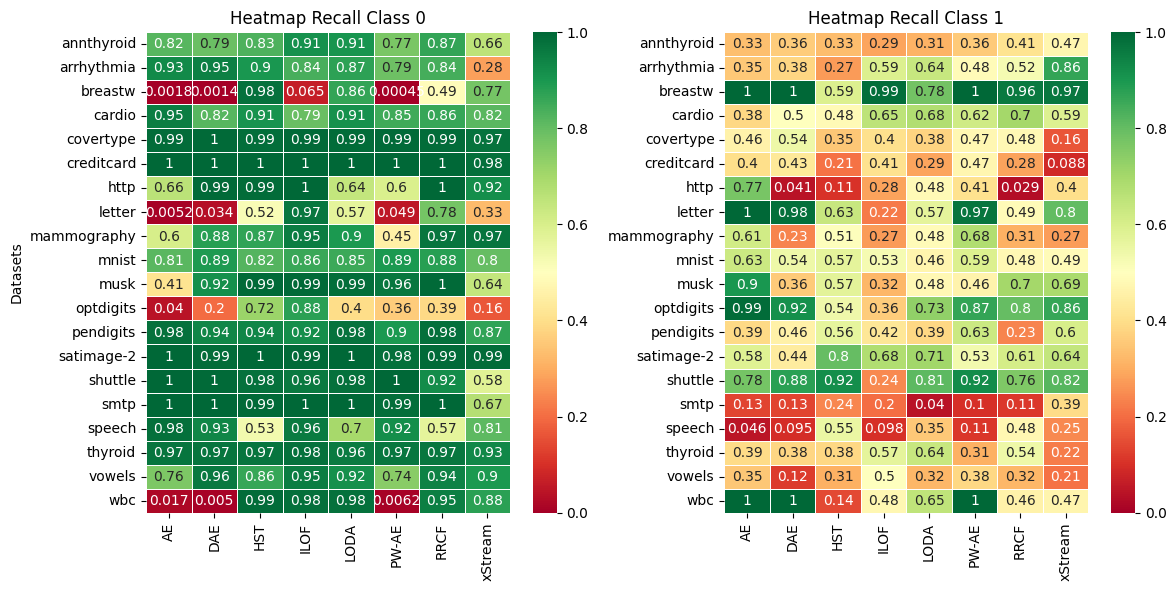 Heatmap Recall Class 0
Datasets
annthyroid 0.82 0.79 0.83 0.91 0.91 0.77 0.87 0.66
arrhythmia 0.93 0.95 0.9 0.84 0.87 0.79 0.84 0.28
breastw 0.0018 0.0014 0.98 0.065 0.86 0.00045 0.49 0.77
cardio 0.95 0.82 0.91 0.79 0.91 0.85 0.86 0.82
covertype 0.99 1 0.99 0.99 0.99 0.99 0.99 0.97
creditcard 1 1 1 1 1 1 1 0.98
http 0.66 0.99 0.99 1 0.64 0.6 1 0.92
letter 0.0052 0.034 0.52 0.97 0.57 0.049 0.78 0.33
mammography 0.6 0.88 0.87 0.95 0.9 0.45 0.97 0.97
mnist 0.81 0.89 0.82 0.86 0.85 0.89 0.88 0.8
musk 0.41 0.92 0.99 0.99 0.99 0.96 1 0.64
optdigits 0.04 0.2 0.72 0.88 0.4 0.36 0.39 0.16
pendigits 0.98 0.94 0.94 0.92 0.98 0.9 0.98 0.87
satimage-2 1 0.99 1 0.99 1 0.98 0.99 0.99
shuttle 1 1 0.98 0.96 0.98 1 0.92 0.58
smtp 1 1 0.99 1 1 0.99 1 0.67
speech 0.98 0.93 0.53 0.96 0.7 0.92 0.57 0.81
thyroid 0.97 0.97 0.97 0.98 0.96 0.97 0.97 0.93
vowels 0.76 0.96 0.86 0.95 0.92 0.74 0.94 0.9
wbc 0.017 0.005 0.99 0.98 0.98 0.0062 0.95 0.88
AE DAE HST ILOF LODA PW-AE RRCF xStream
1.0
0.8
0.6
0.4
0.2
0.0
Heatmap Recall Class 1
annthyroid 0.33 0.36 0.33 0.29 0.31 0.36 0.41 0.47
arrhythmia 0.35 0.38 0.27 0.59 0.64 0.48 0.52 0.86
breastw 1 1 0.59 0.99 0.78 1 0.96 0.97
cardio 0.38 0.5 0.48 0.65 0.68 0.62 0.7 0.59
covertype 0.46 0.54 0.35 0.4 0.38 0.47 0.48 0.16
creditcard 0.4 0.43 0.21 0.41 0.29 0.47 0.28 0.088
http 0.77 0.041 0.11 0.28 0.48 0.41 0.029 0.4
letter 1 0.98 0.63 0.22 0.57 0.97 0.49 0.8
mammography 0.61 0.23 0.51 0.27 0.48 0.68 0.31 0.27
mnist 0.63 0.54 0.57 0.53 0.46 0.59 0.48 0.49
musk 0.9 0.36 0.57 0.32 0.48 0.46 0.7 0.69
optdigits 0.99 0.92 0.54 0.36 0.73 0.87 0.8 0.86
pendigits 0.39 0.46 0.56 0.42 0.39 0.63 0.23 0.6
satimage-2 0.58 0.44 0.8 0.68 0.71 0.53 0.61 0.64
shuttle 0.78 0.88 0.92 0.24 0.81 0.92 0.76 0.82
smtp 0.13 0.13 0.24 0.2 0.04 0.1 0.11 0.39
speech 0.046 0.095 0.55 0.098 0.35 0.11 0.48 0.25
thyroid 0.39 0.38 0.38 0.57 0.64 0.31 0.54 0.22
vowels 0.35 0.12 0.31 0.5 0.32 0.38 0.32 0.21
wbc 1 1 0.14 0.48 0.65 1 0.46 0.47
AE DAE HST ILOF LODA PW-AE RRCF xStream
1.0
0.8
0.6
0.4
0.2
0.0